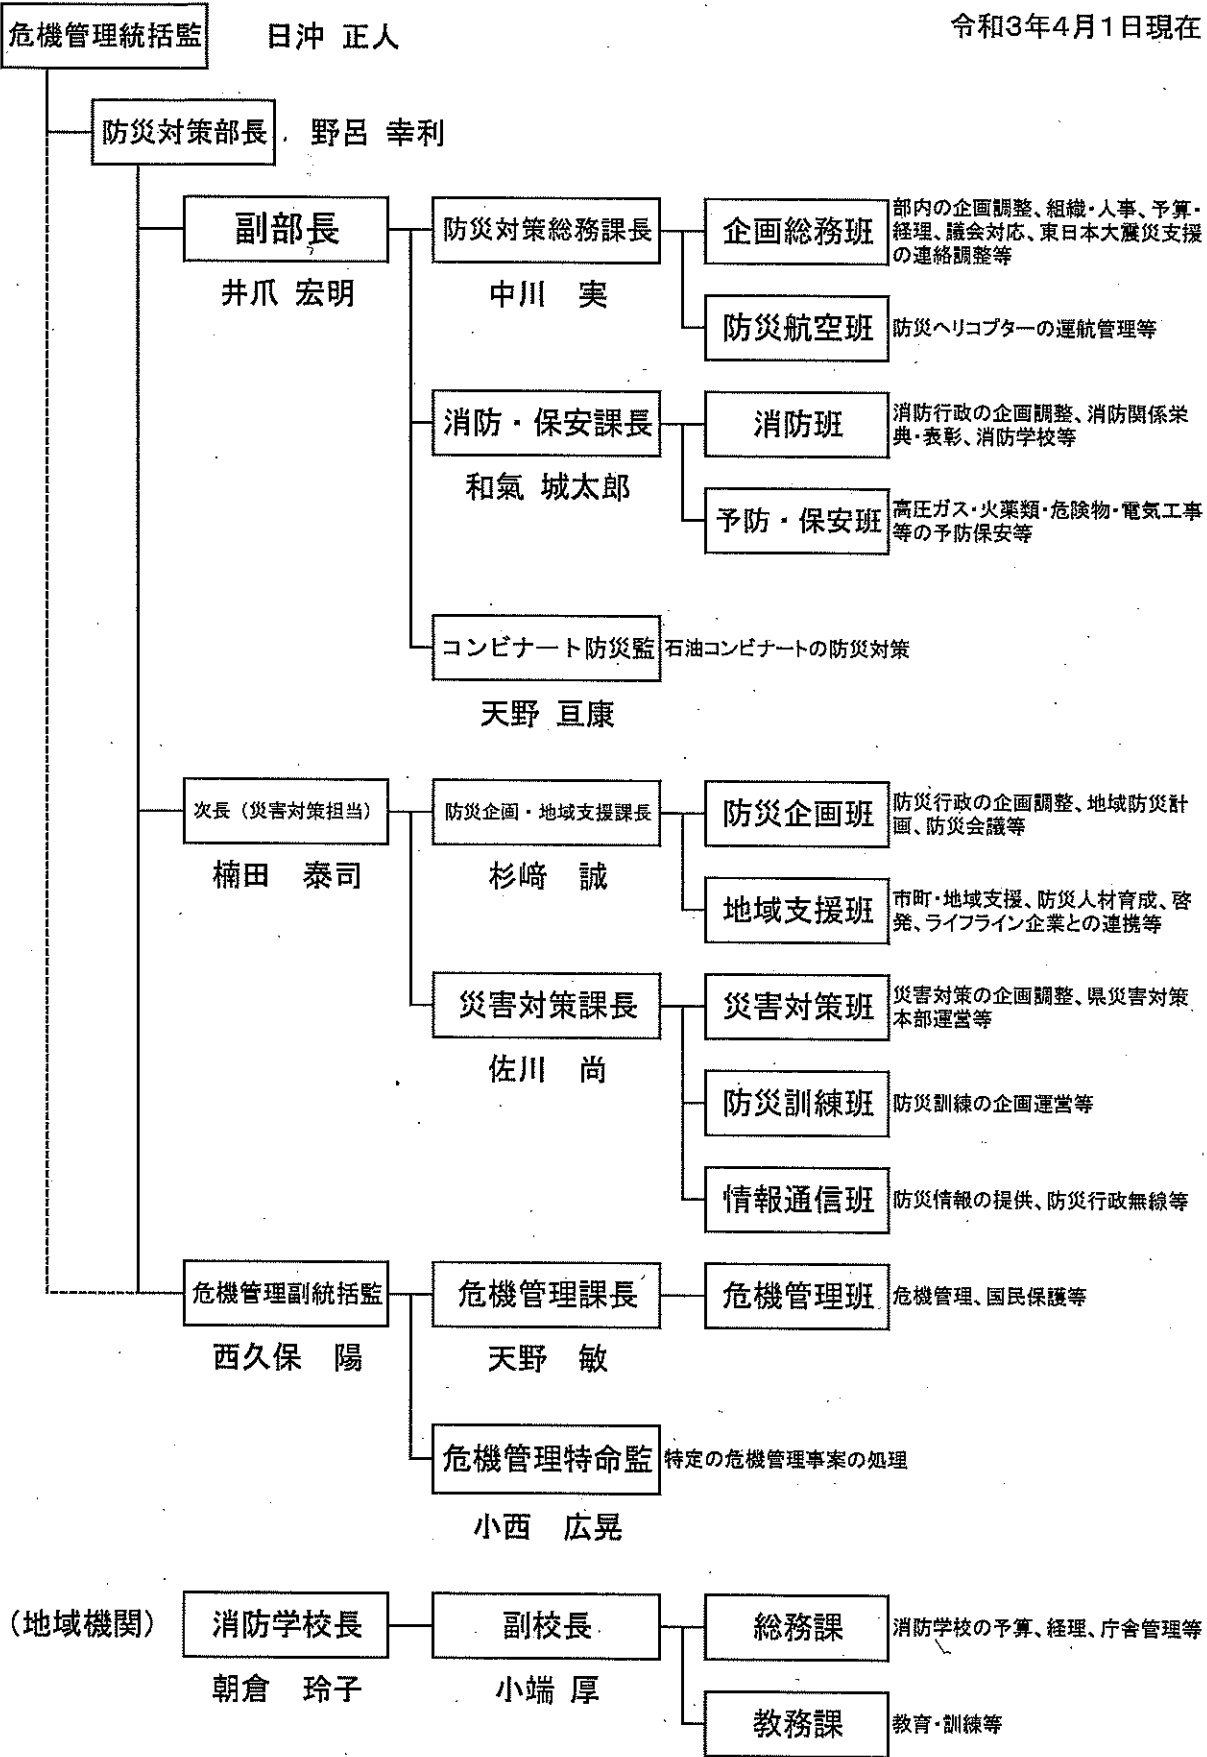 危機管理統括監 日沖 正人
令和3年4月1日現在
防災対策部長 野呂 幸利
副部長
井爪 宏明
防災対策総務課長
中川 実
企画総務班
部内の企画調整、組織・人事、予算・
経理、議会対応、東日本大震災支援
の連絡調整等
防災航空班
防災ヘリコプターの運航管理等
消防・保安課長
和氣 城太郎
消防班
消防行政の企画調整、消防関係栄
典・表彰、消防学校等
予防・保安班
高圧ガス・火薬類・危険物・電気工事
等の予防保安等
コンビナート防災監
石油コンビナートの防災対策
天野 亘康
次長（災害対策担当）
楠田 泰司
防災企画・地域支援課長
杉﨑 誠
防災企画班
防災行政の企画調整、地域防災計
画、防災会議等
地域支援班
市町・地域支援、防災人材育成、啓
発、ライフライン企業との連携等
災害対策課長
佐川 尚
災害対策班
災害対策の企画調整、県災害対策
本部運営等
防災訓練班
防災訓練の企画運営等
情報通信班
防災情報の提供、防災行政無線等
危機管理副統括監
西久保 陽
危機管理課長
天野 敏
危機管理班
危機管理、国民保護等
危機管理特命監
特定の危機管理事案の処理
小西 広晃
（地域機関）
消防学校長
朝倉 玲子
副校長
小端 厚
総務課
消防学校の予算、経理、庁舎管理等
教務課
教育・訓練等